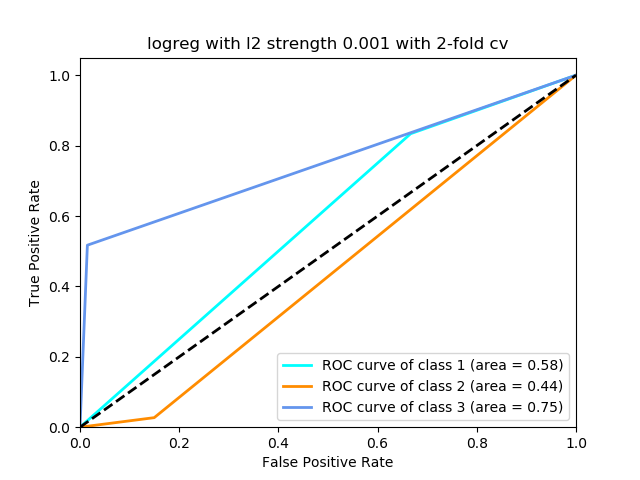 logreg with l2 strength 0.001 with 2-fold cv
1.0
0.8
0.6
0.4
0.2
0.0
True Positive Rate
ROC curve of class 1 (area = 0.58)
ROC curve of class 2 (area = 0.44)
ROC curve of class 3 (area = 0.75)
0.0 0.2 0.4 0.6 0.8 1.0
False Positive Rate